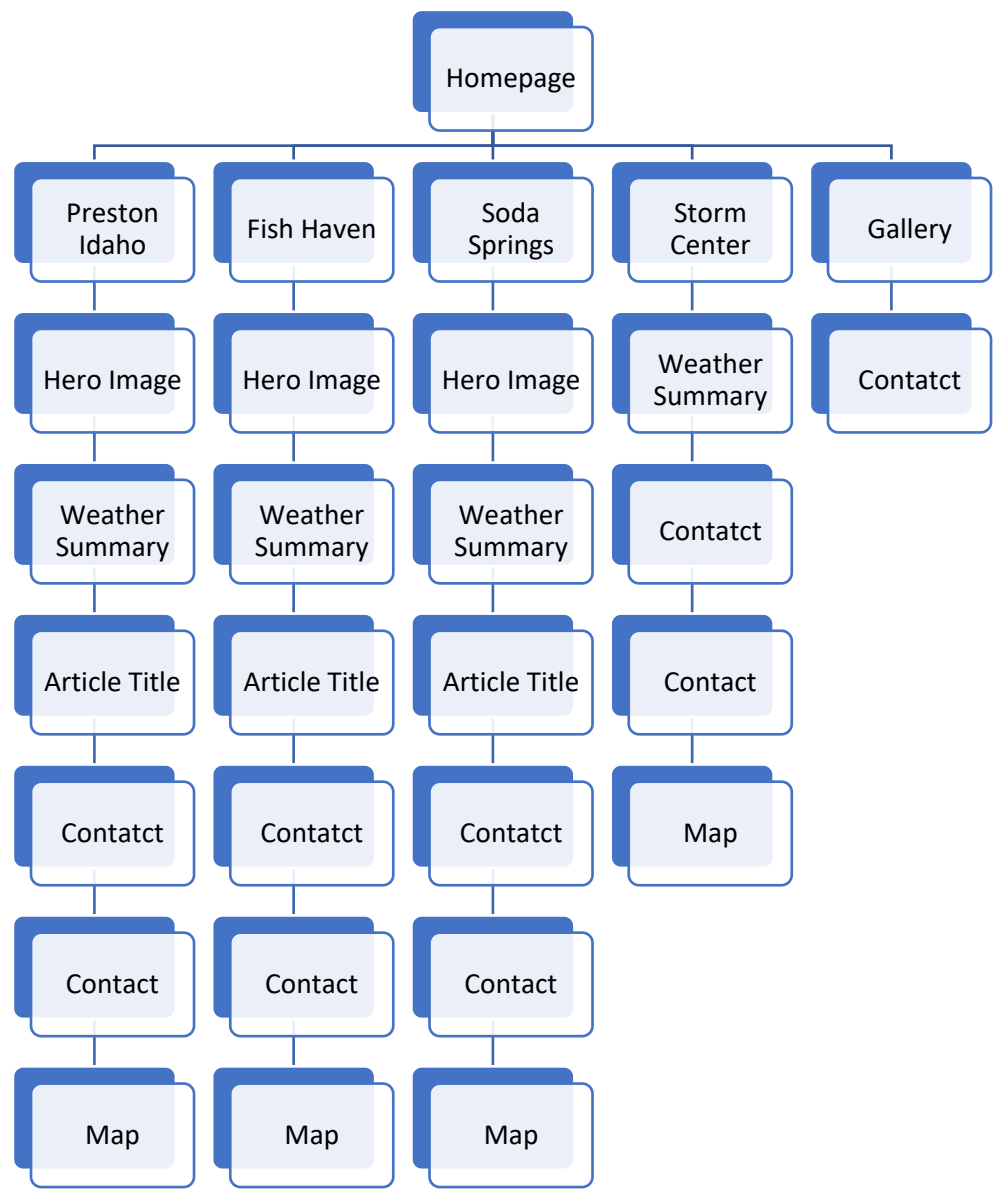 Homepage
Preston
Idaho
Fish Haven
Soda
Springs
Storm
Center
Gallery
Hero Image
Hero Image
Hero Image
Weather
Summary
Contatct
Weather
Summary
Weather
Summary
Weather
Summary
Contatct
Article Title
Article Title
Article Title
Contact
Contatct
Contatct
Contatct
Map
Contact
Contact
Contact
Map
Map
Map